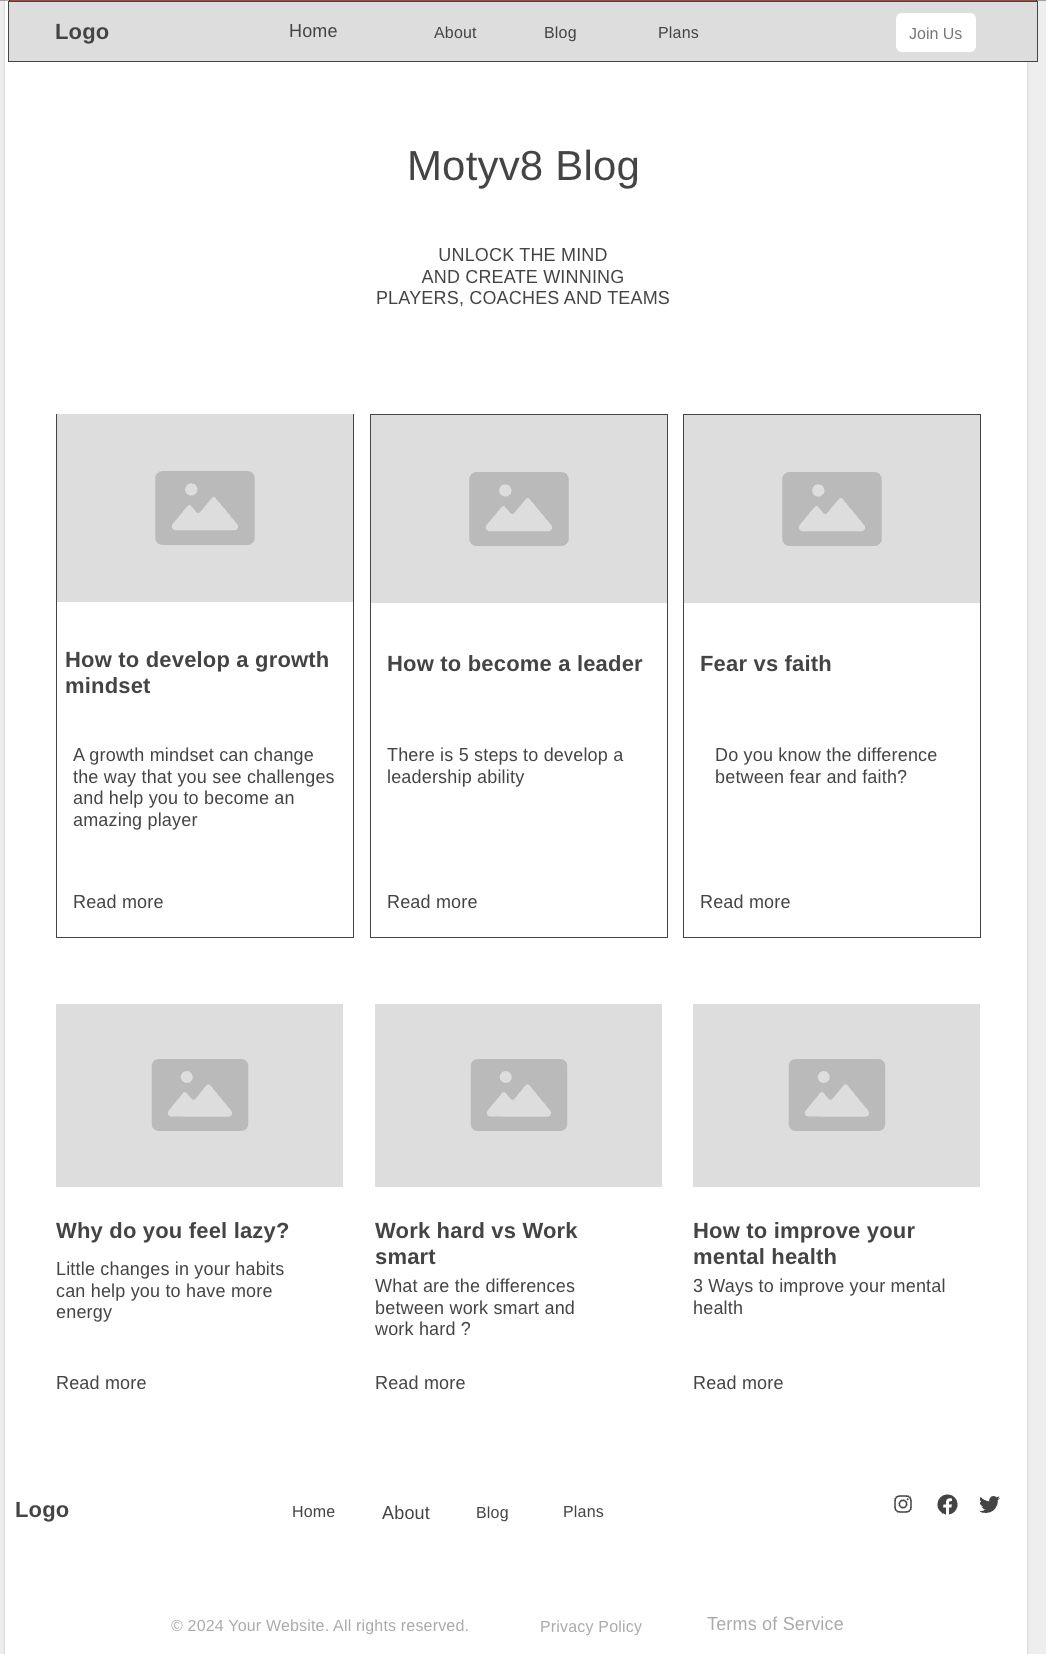 Logo
Home
About
Blog
Plans
Join Us
Motyv8 Blog
UNLOCK THE MIND
AND CREATE WINNING
PLAYERS, COACHES AND TEAMS
How to develop a growth
mindset
A growth mindset can change
the way that you see challenges
and help you to become an
amazing player
Read more
How to become a leader
There is 5 steps to develop a
leadership ability
Read more
Fear vs faith
Do you know the difference
between fear and faith?
Read more
Why do you feel lazy?
Little changes in your habits
can help you to have more
energy
Read more
Work hard vs Work
smart
What are the differences
between work smart and
work hard ?
Read more
How to improve your
mental health
3 Ways to improve your mental
health
Read more
Logo
Home
About
Blog
Plans
© 2024 Your Website. All rights reserved.
Privacy Policy
Terms of Service